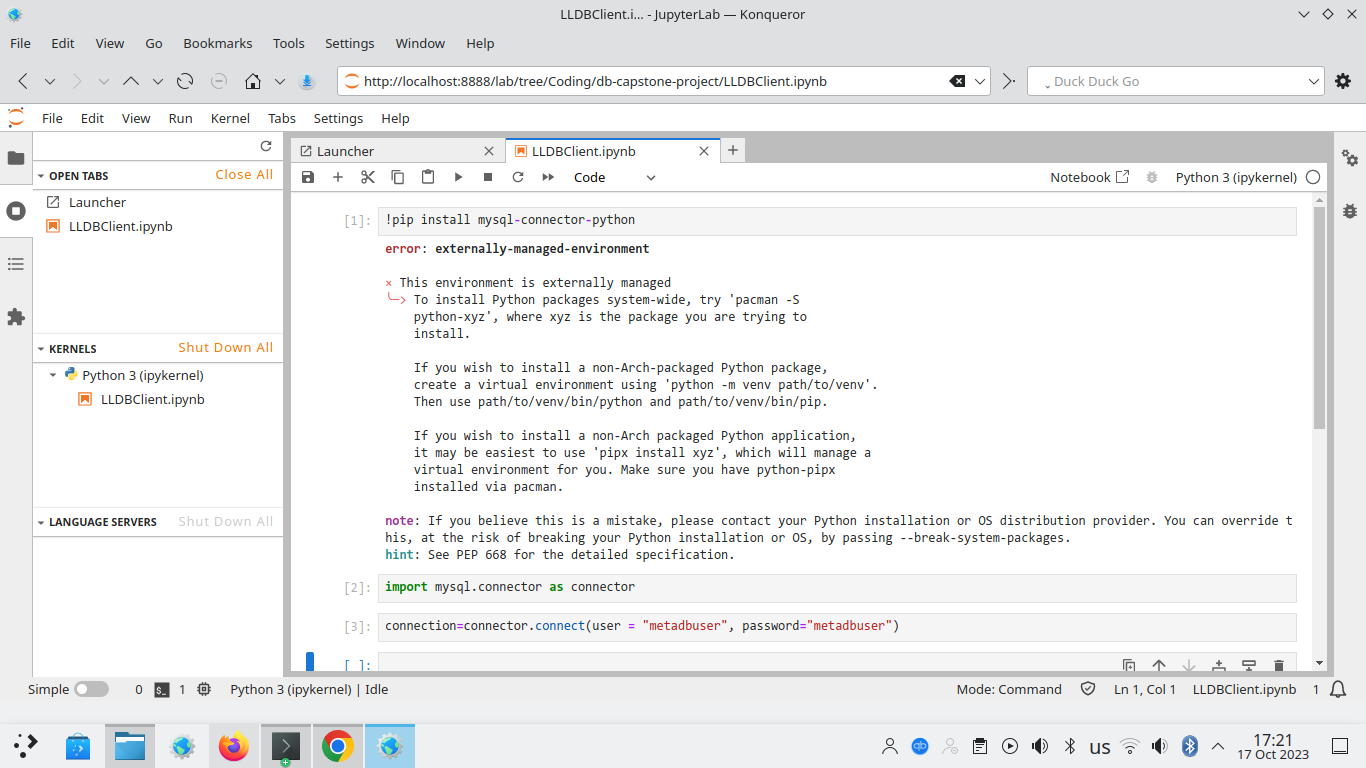 LLDBClient.i... - JupyterLab — Konqueror
File Edit View Go Bookmarks Tools Settings Window Help
http://localhost:8888/lab/tree/Coding/db-capstone-project/LLDBClient.ipynb
Duck Duck Go
File Edit View Run Kernel Tabs Settings Help
OPEN TABS Close All
Launcher
LLDBClient.ipynb
KERNELS Shut Down All
Python 3 (ipykernel)
LLDBClient.ipynb
LANGUAGE SERVERS Shut Down All
Launcher
LLDBClient.ipynb
Code
Notebook
Python 3 (ipykernel)
[1]: !pip install mysql-connector-python
error: externally-managed-environment
× This environment is externally managed
╰─> To install Python packages system-wide, try 'pacman -S
python-xyz', where xyz is the package you are trying to
install.
If you wish to install a non-Arch-packaged Python package,
create a virtual environment using 'python -m venv path/to/venv'.
Then use path/to/venv/bin/python and path/to/venv/bin/pip.
If you wish to install a non-Arch packaged Python application,
it may be easiest to use 'pipx install xyz', which will manage a
virtual environment for you. Make sure you have python-pipx
installed via pacman.
note: If you believe this is a mistake, please contact your Python installation or OS distribution provider. You can override t
his, at the risk of breaking your Python installation or OS, by passing --break-system-packages.
hint: See PEP 668 for the detailed specification.
[2]: import mysql.connector as connector
[3]: connection=connector.connect(user = "metadbuser", password="metadbuser")
[ ]:
Simple 0 1 Python 3 (ipykernel) | Idle
Mode: Command Ln 1, Col 1 LLDBClient.ipynb 1
us
17:21
17 Oct 2023